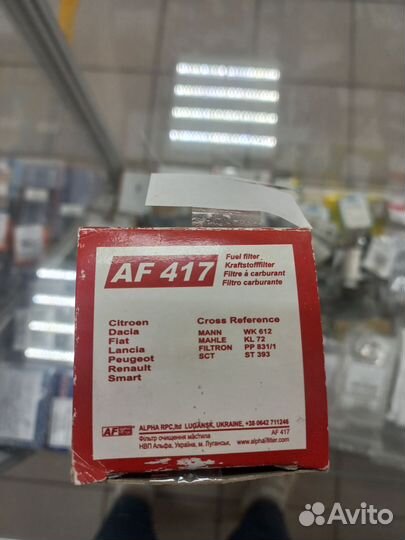 AF 417
Fuel filter
Kraftstofffilter
Filtre à carburant
Filtro carburante
Citroen
Dacia
Fiat
Lancia
Peugeot
Renault
Smart
Cross Reference
MANN WK 612
MAHLE KL 72
FILTRON PP 831/1
SCT ST 393
AF
ALPHA RPC,ltd LUGANSK, UKRAINE, +38 0642 711246
Фільтр очищення мастила AF 417
НВП Альфа, Україна, м. Луганськ, www.alphafilter.com
Avito